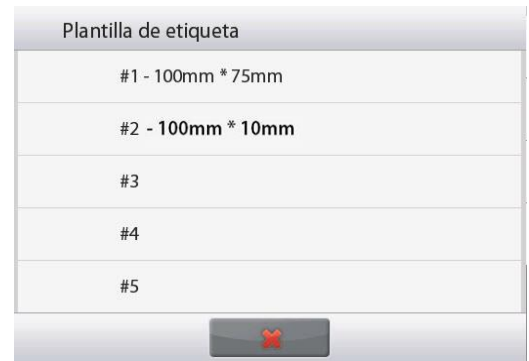 Plantilla de etiqueta
#1 - 100mm * 75mm
#2 - 100mm * 10mm
#3
#4
#5